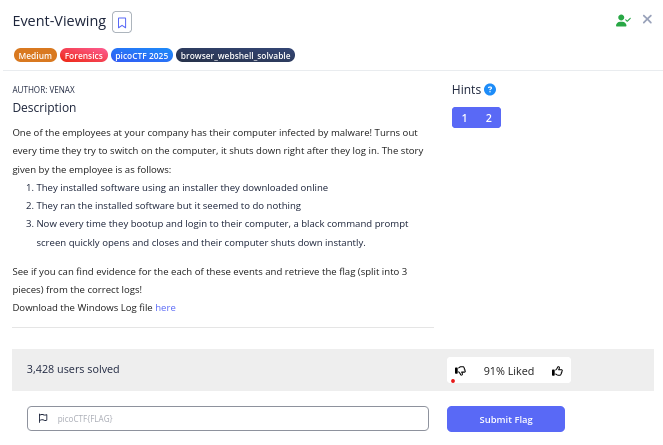 Event-Viewing
Medium Forensics picoCTF 2025 browser_webshell_solvable
AUTHOR: VENAX
Description
One of the employees at your company has their computer infected by malware! Turns out
every time they try to switch on the computer, it shuts down right after they log in. The story
given by the employee is as follows:
1. They installed software using an installer they downloaded online
2. They ran the installed software but it seemed to do nothing
3. Now every time they bootup and login to their computer, a black command prompt
screen quickly opens and closes and their computer shuts down instantly.
See if you can find evidence for the each of these events and retrieve the flag (split into 3
pieces) from the correct logs!
Download the Windows Log file here
Hints ?
1 2
3,428 users solved
91% Liked
picoCTF{FLAG}
Submit Flag